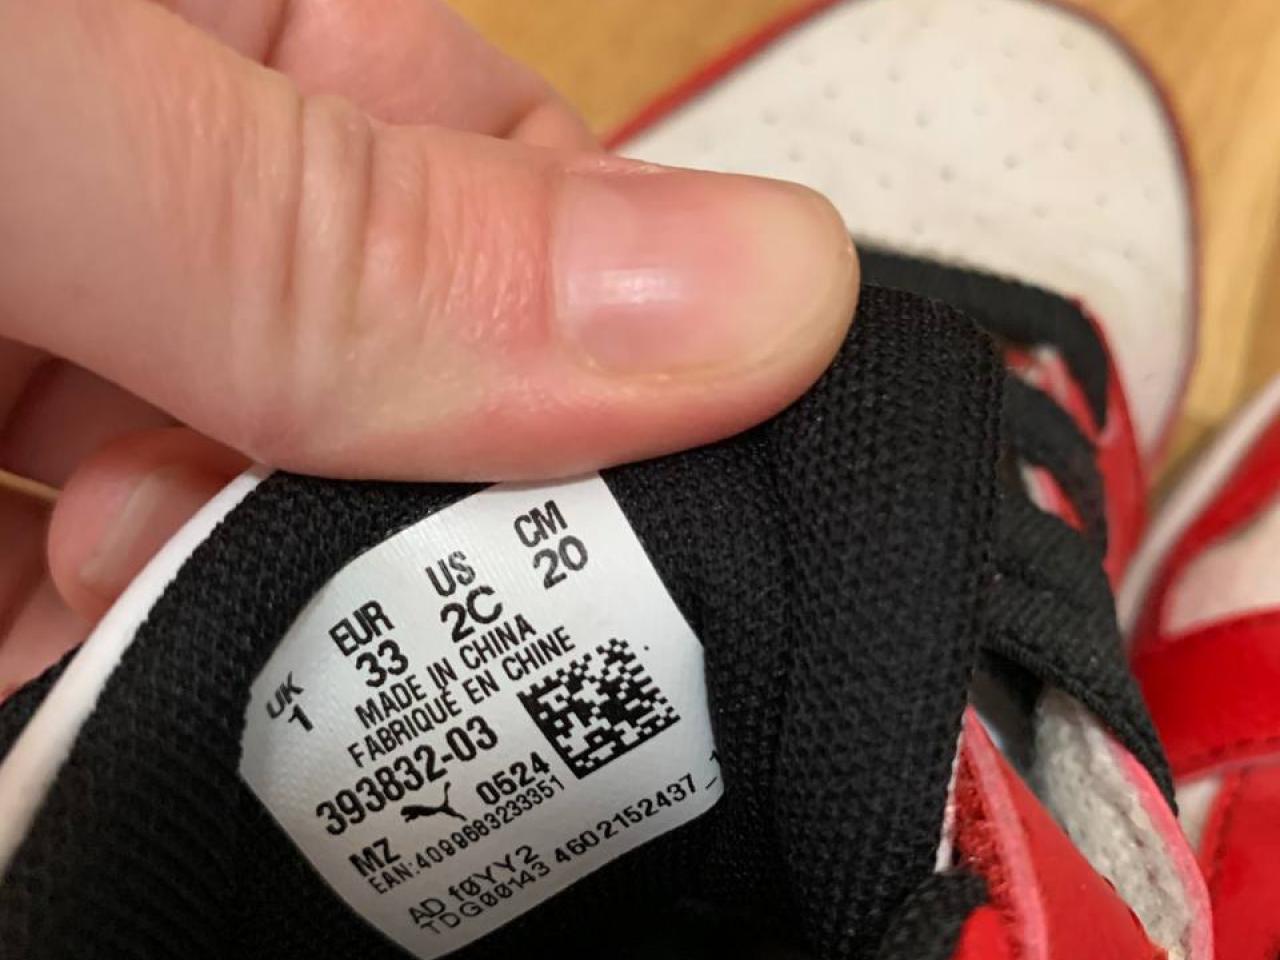 UK EUR US CM
1 33 2C 20
MADE IN CHINA
FABRIQUÉ EN CHINE
393832-03
MZ 0524
EAN:4099683233351
AD f0YY2
TDG00143 4602152437